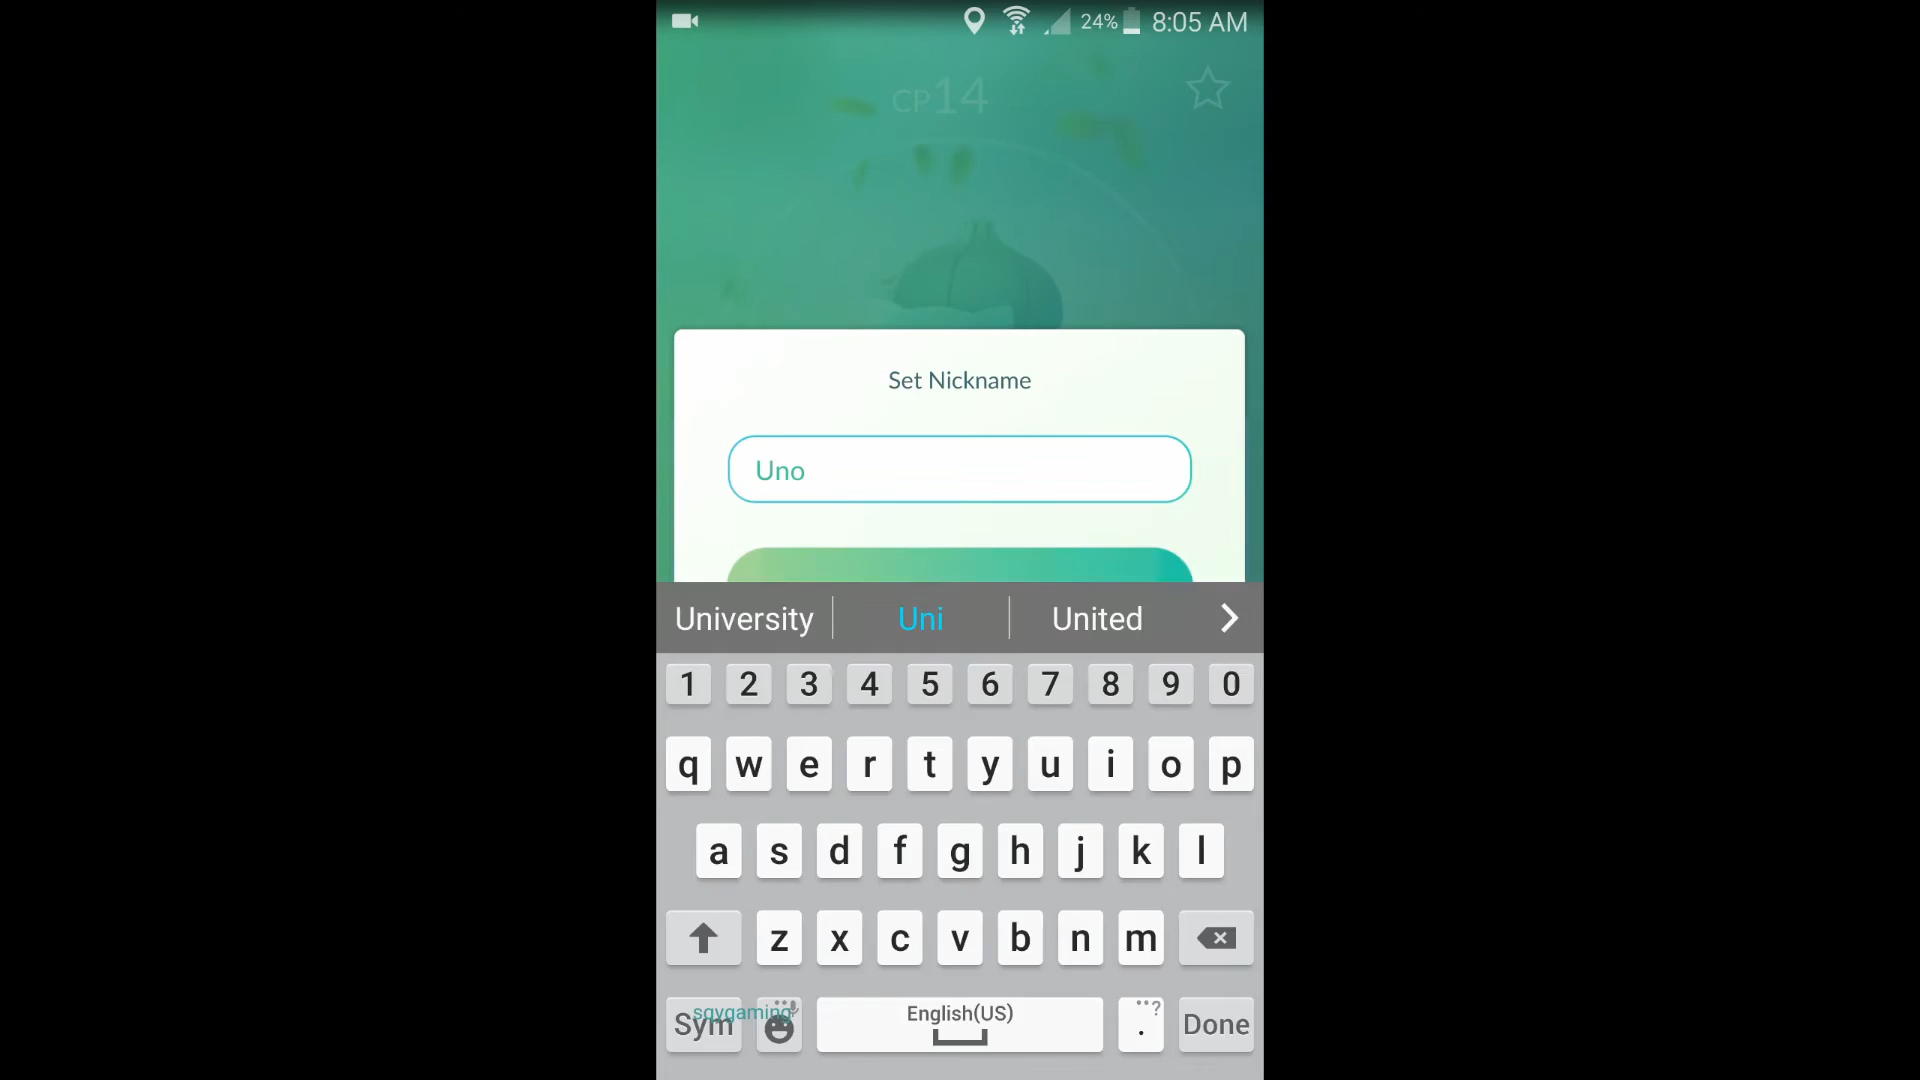 24% 8:05 AM
CP14
Set Nickname
Uno
University Uni United
1 2 3 4 5 6 7 8 9 0
q w e r t y u i o p
a s d f g h j k l
z x c v b n m
sqvgaming
Sym English(US) . ? Done